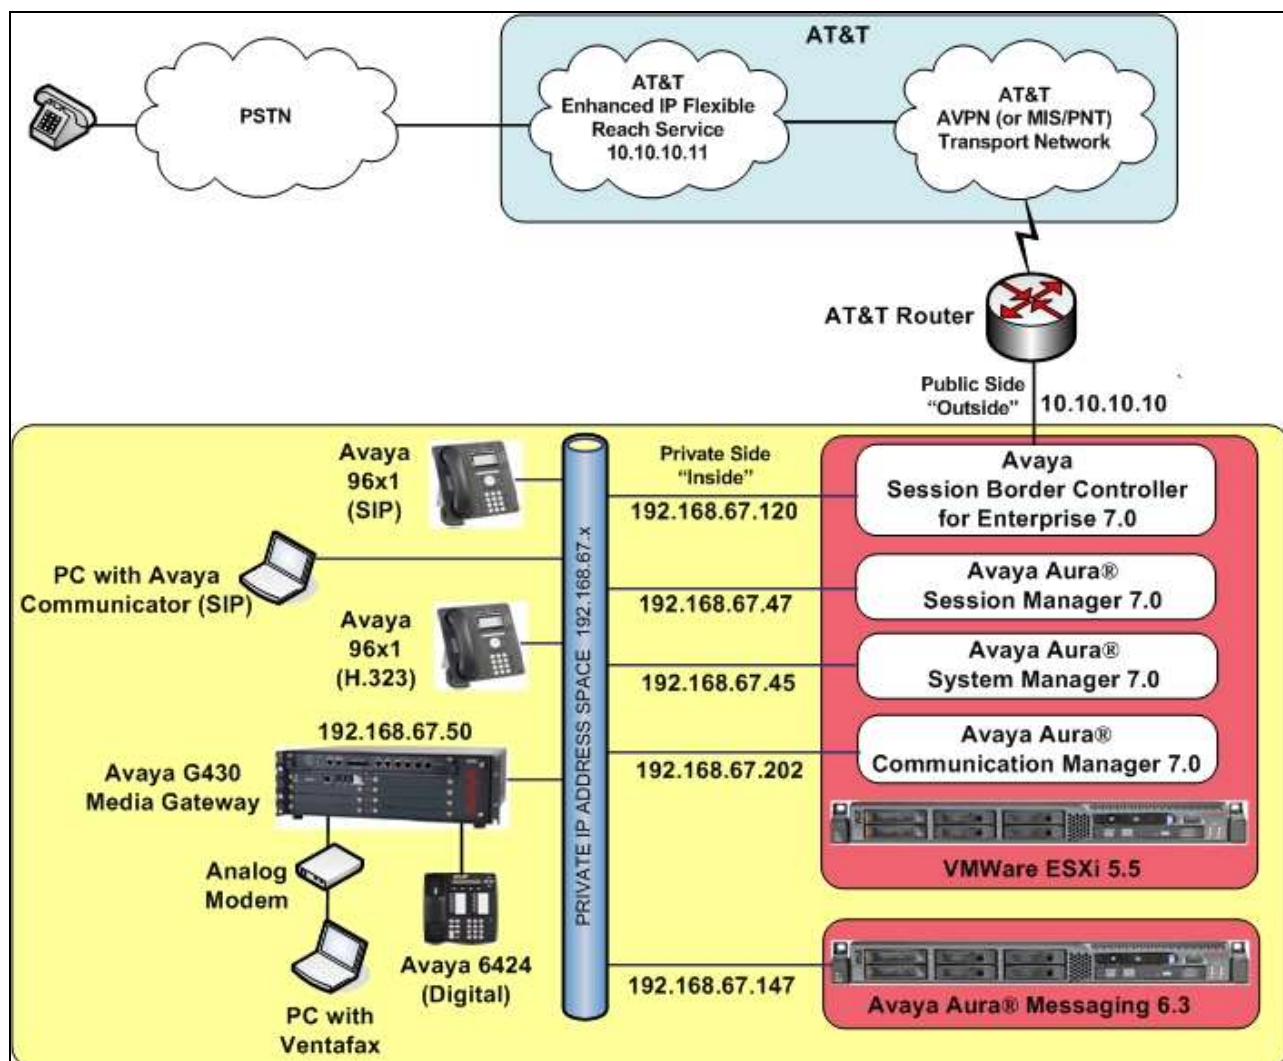 AT&T
PSTN
AT&T
Enhanced IP Flexible
Reach Service
10.10.10.11
AT&T
AVPN (or MIS/PNT)
Transport Network
AT&T Router
Public Side
“Outside”
10.10.10.10
Avaya
96x1
(SIP)
Private Side
“Inside”
192.168.67.120
Avaya
Session Border Controller
for Enterprise 7.0
PC with Avaya
Communicator (SIP)
192.168.67.47
Avaya Aura®
Session Manager 7.0
Avaya
96x1
(H.323)
192.168.67.45
Avaya Aura®
System Manager 7.0
PRIVATE IP ADDRESS SPACE 192.168.67.x
192.168.67.50
Avaya G430
Media Gateway
192.168.67.202
Avaya Aura®
Communication Manager 7.0
VMWare ESXi 5.5
Analog
Modem
Avaya 6424
(Digital)
PC with
Ventafax
192.168.67.147
Avaya Aura® Messaging 6.3